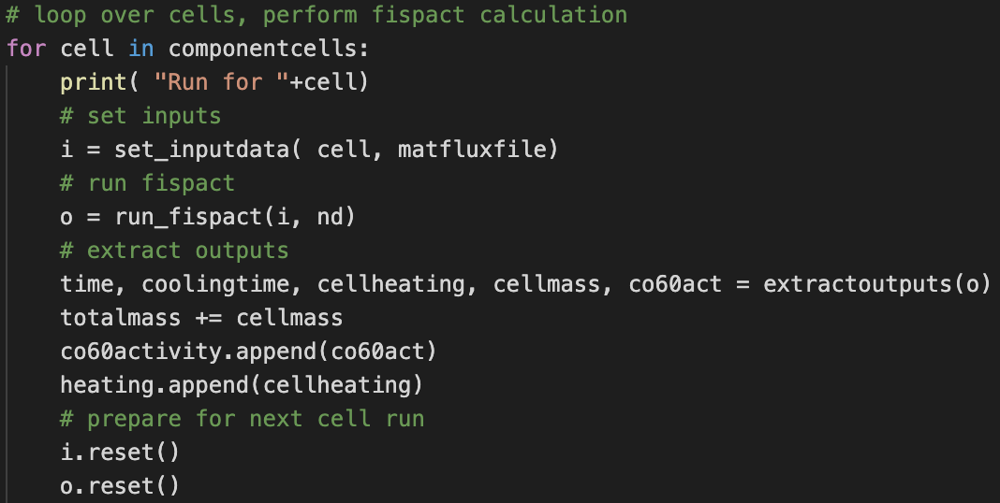 # loop over cells, perform fispact calculation
for cell in componentcells:
    print( "Run for "+cell)
    # set inputs
    i = set_inputdata( cell, matfluxfile)
    # run fispact
    o = run_fispact(i, nd)
    # extract outputs
    time, coolingtime, cellheating, cellmass, co60act = extractoutputs(o)
    totalmass += cellmass
    co60activity.append(co60act)
    heating.append(cellheating)
    # prepare for next cell run
    i.reset()
    o.reset()